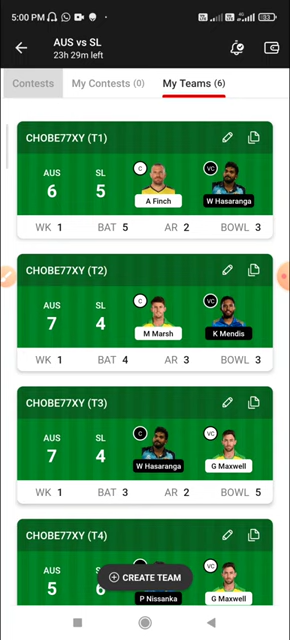 5:00 PM
33
AUS vs SL
23h 29m left
Contests My Contests (0) My Teams (6)
CHOBE77XY (T1)
AUS SL
6 5
C VC
A Finch W Hasaranga
WK 1 BAT 5 AR 2 BOWL 3
CHOBE77XY (T2)
AUS SL
7 4
C VC
M Marsh K Mendis
WK 1 BAT 4 AR 3 BOWL 3
CHOBE77XY (T3)
AUS SL
7 4
C VC
W Hasaranga G Maxwell
WK 1 BAT 3 AR 2 BOWL 5
CHOBE77XY (T4)
AUS SL
5 6
VC
CREATE TEAM
P Nissanka G Maxwell